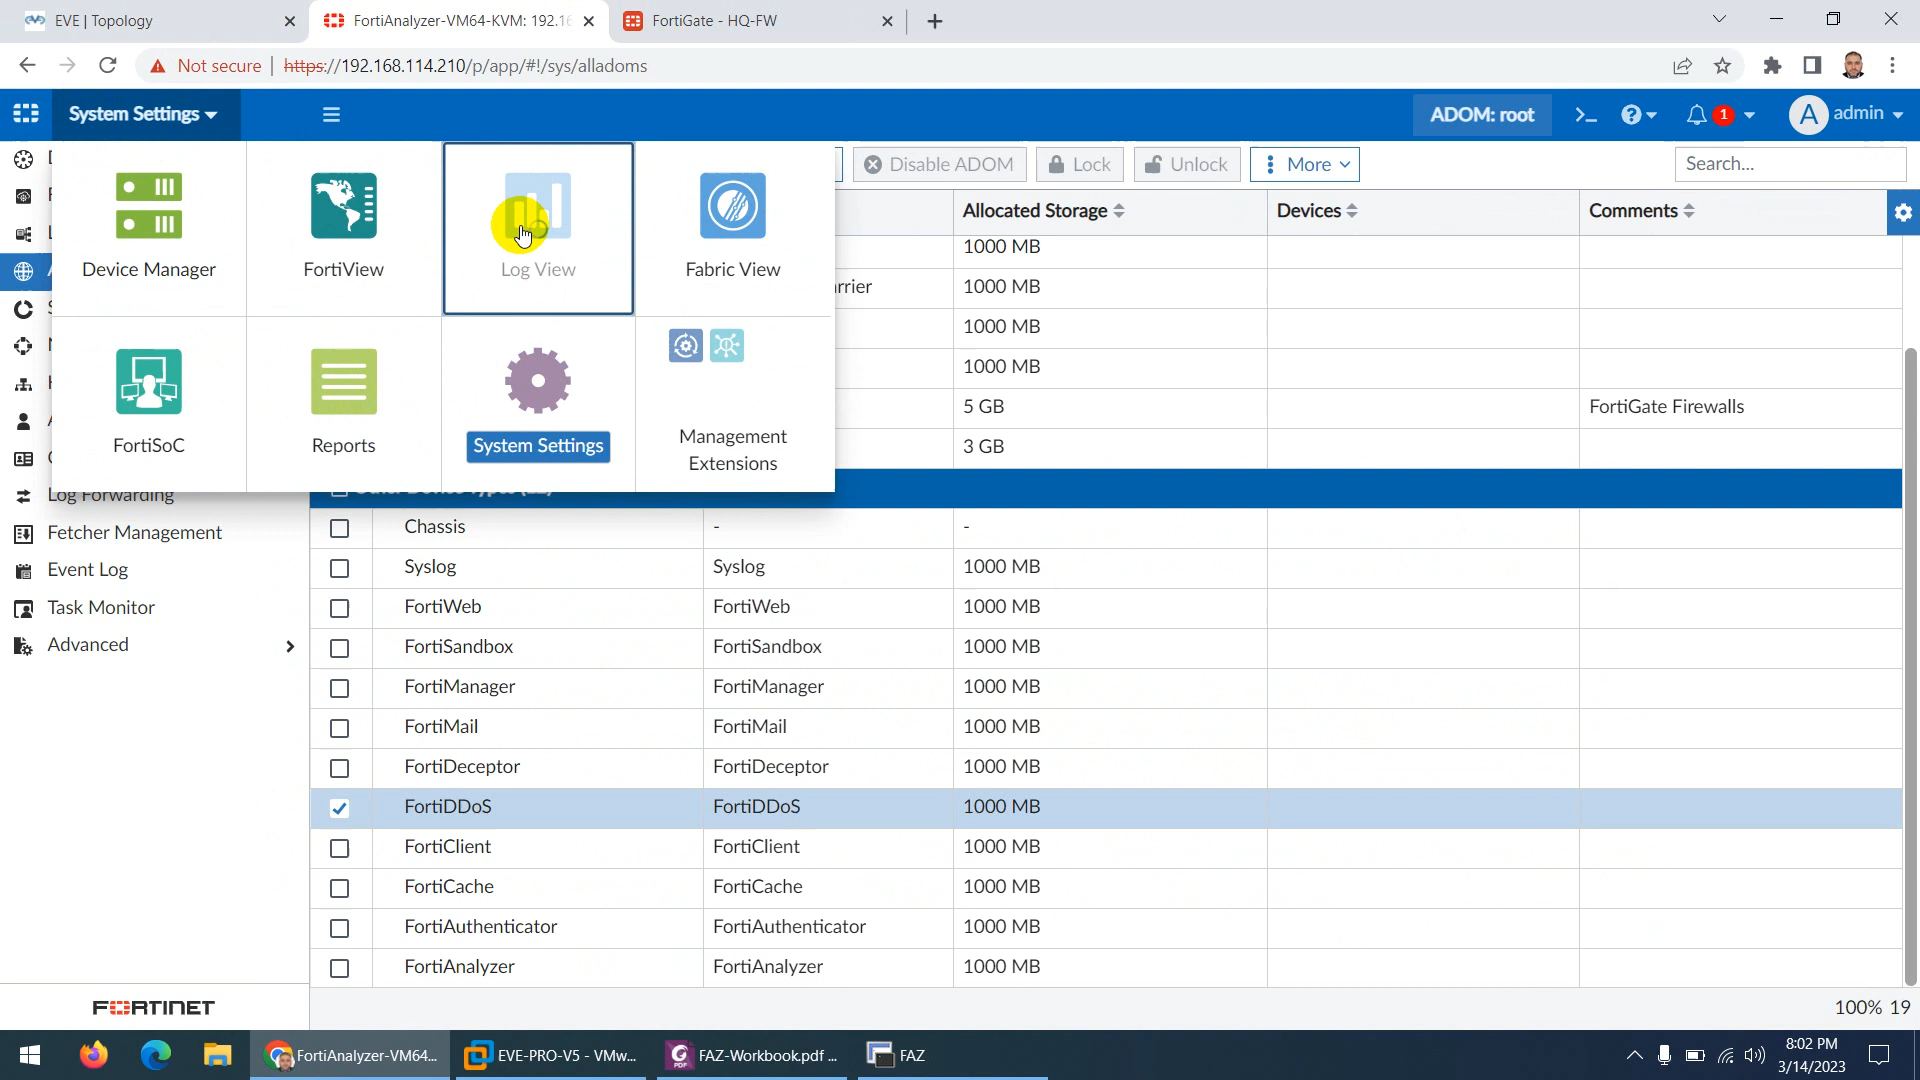 EVE | Topology
FortiAnalyzer-VM64-KVM: 192.16
FortiGate - HQ-FW
Not secure
https://192.168.114.210/p/app/#!/sys/alladoms
System Settings
ADOM: root
1
A
admin
Disable ADOM
Lock
Unlock
More
Search...
Device Manager
FortiView
Log View
Fabric View
FortiSoC
Reports
System Settings
Management
Extensions
Allocated Storage
Devices
Comments
1000 MB
rrier
1000 MB
1000 MB
1000 MB
5 GB
FortiGate Firewalls
3 GB
Log Forwarding
Fetcher Management
Event Log
Task Monitor
Advanced
Chassis - -
Syslog Syslog 1000 MB
FortiWeb FortiWeb 1000 MB
FortiSandbox FortiSandbox 1000 MB
FortiManager FortiManager 1000 MB
FortiMail FortiMail 1000 MB
FortiDeceptor FortiDeceptor 1000 MB
FortiDDoS FortiDDoS 1000 MB
FortiClient FortiClient 1000 MB
FortiCache FortiCache 1000 MB
FortiAuthenticator FortiAuthenticator 1000 MB
FortiAnalyzer FortiAnalyzer 1000 MB
FORTINET
100% 19
FortiAnalyzer-VM64...
EVE-PRO-V5 - VMw...
PDF
FAZ-Workbook.pdf ...
FAZ
8:02 PM
3/14/2023